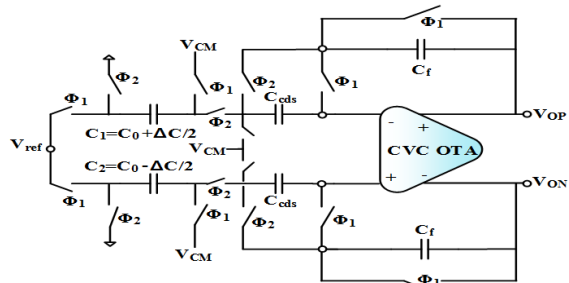 Φ1
VCM
Φ2
Φ1
Φ2
Cf
Φ1
Φ1
Ccds
VOP
Φ2
C1=C0+ΔC/2
- +
Vref
VCM
CVC OTA
C2=C0-ΔC/2
Φ2
+ -
VON
Φ1
Ccds
Φ2
Φ1
Φ2
Φ1
Cf
VCM
Φ1